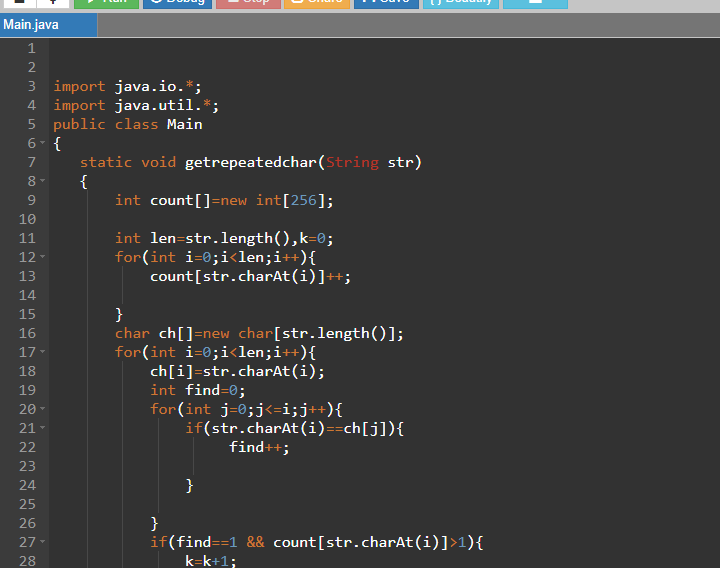 Main.java
1
2
3 import java.io.*;
4 import java.util.*;
5 public class Main
6 {
7 static void getrepeatedchar(String str)
8 {
9 int count[]=new int[256];
10
11 int len=str.length(),k=0;
12 for(int i=0;i<len;i++){
13 count[str.charAt(i)]++;
14
15 }
16 char ch[]=new char[str.length()];
17 for(int i=0;i<len;i++){
18 ch[i]=str.charAt(i);
19 int find=0;
20 for(int j=0;j<=i;j++){
21 if(str.charAt(i)==ch[j]){
22 find++;
23
24 }
25
26 }
27 if(find==1 && count[str.charAt(i)]>1){
28 k=k+1;